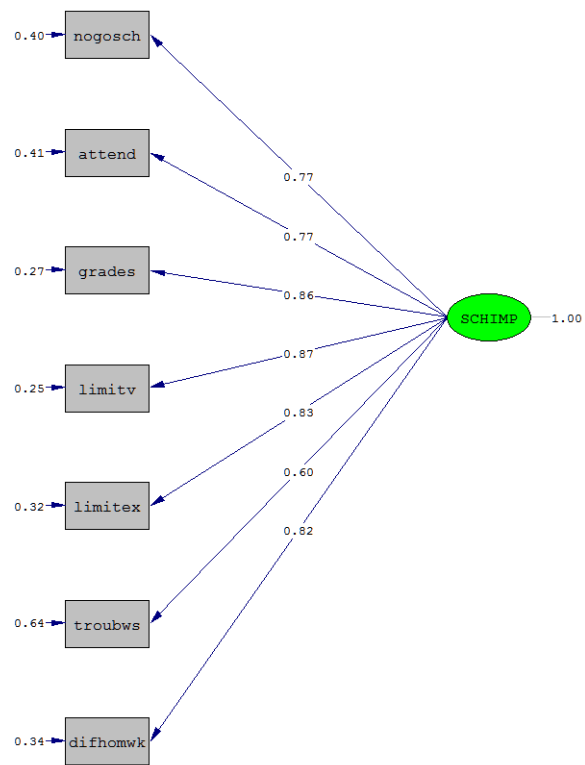 0.40 nogosch
0.77
0.41 attend
0.77
0.27 grades
0.86
SCHIMP 1.00
0.25 limitv
0.87
0.83
0.32 limitex
0.60
0.82
0.64 troubws
0.34 difhomwk